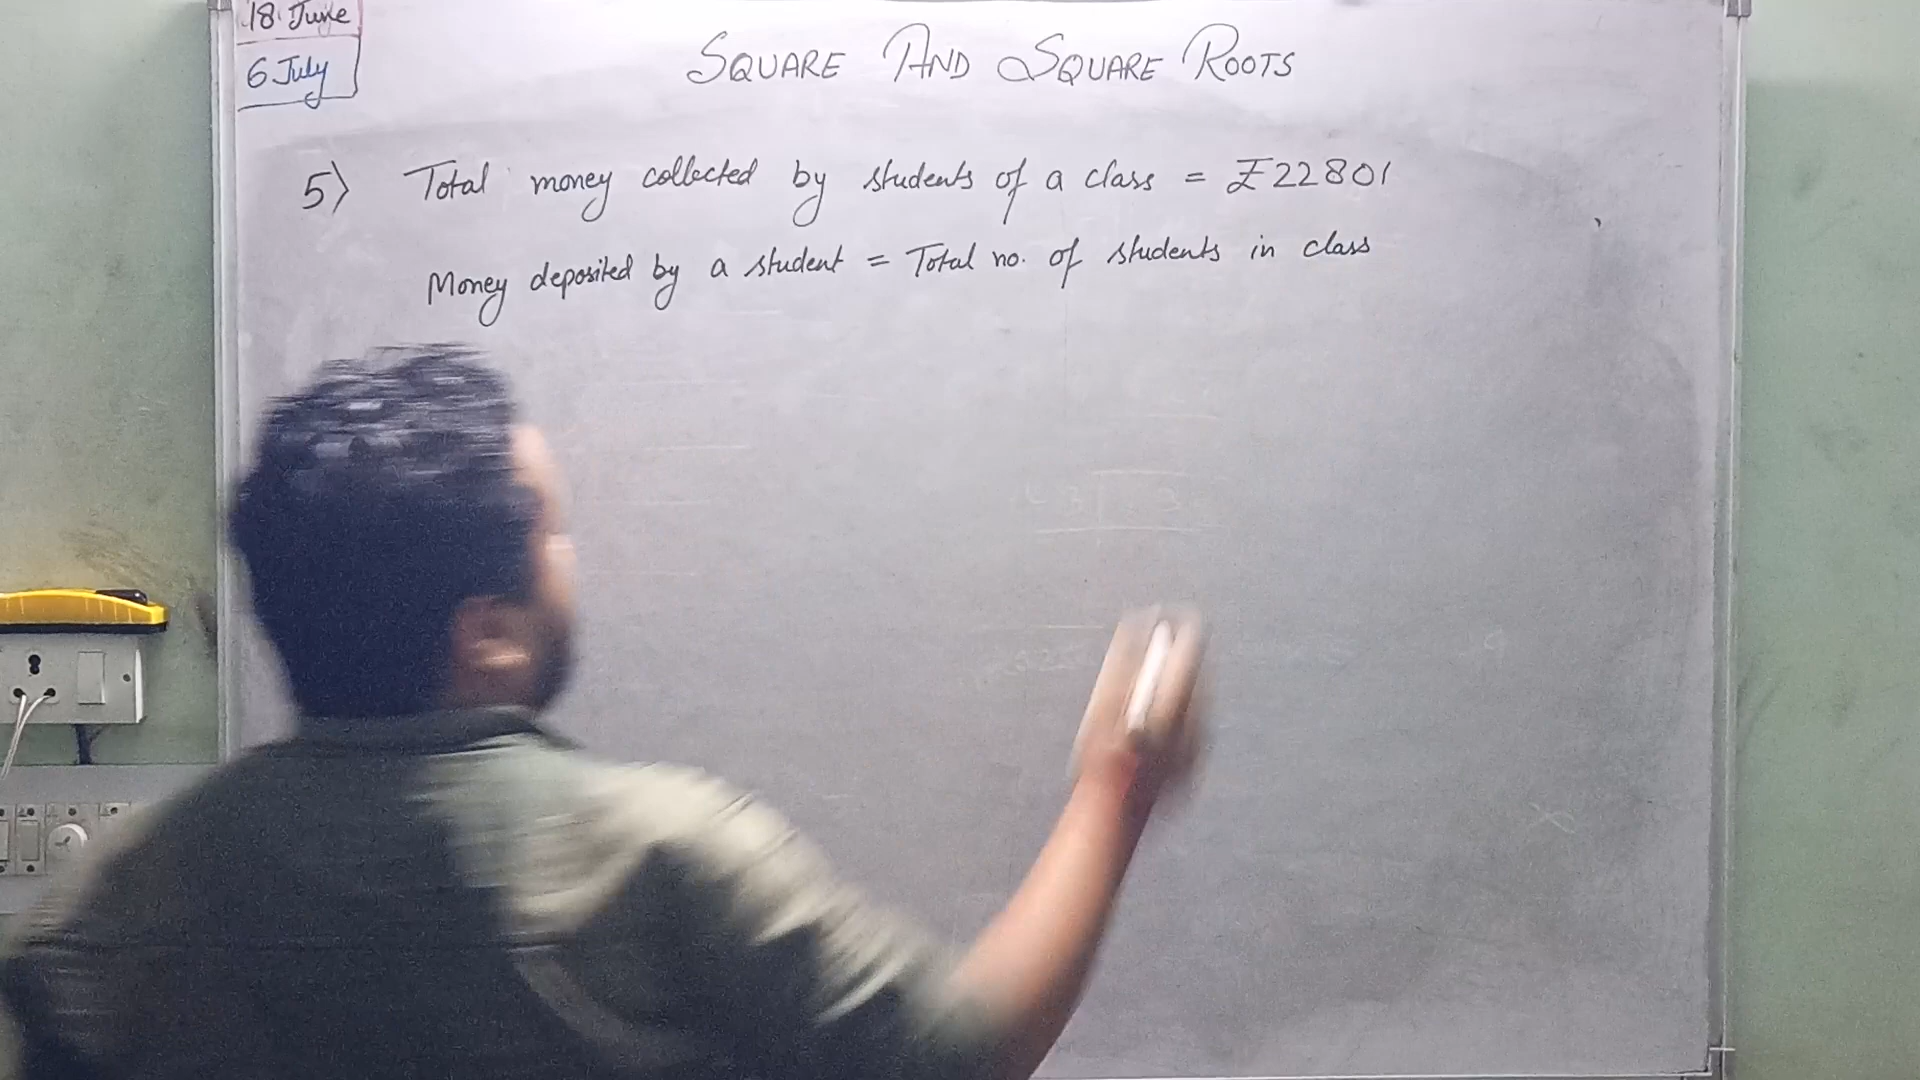 18 June
6 July
SQUARE AND SQUARE ROOTS
5) Total money collected by students of a class = ₹22801
Money deposited by a student = Total no. of students in class